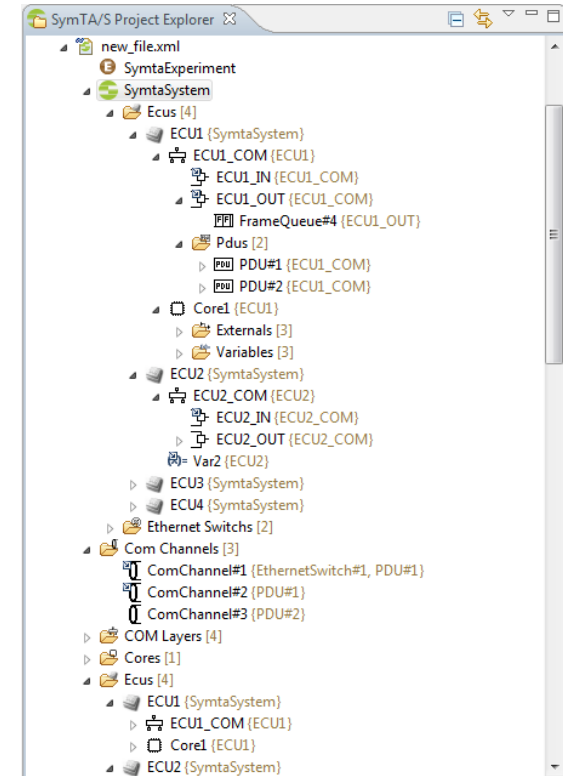 SymTA/S Project Explorer
new_file.xml
E SymtaExperiment
SymtaSystem
Ecus [4]
ECU1 {SymtaSystem}
ECU1_COM {ECU1}
ECU1_IN {ECU1_COM}
ECU1_OUT {ECU1_COM}
FrameQueue#4 {ECU1_OUT}
Pdus [2]
PDU PDU#1 {ECU1_COM}
PDU PDU#2 {ECU1_COM}
Core1 {ECU1}
Externals [3]
Variables [3]
ECU2 {SymtaSystem}
ECU2_COM {ECU2}
ECU2_IN {ECU2_COM}
ECU2_OUT {ECU2_COM}
(x)= Var2 {ECU2}
ECU3 {SymtaSystem}
ECU4 {SymtaSystem}
Ethernet Switchs [2]
Com Channels [3]
ComChannel#1 {EthernetSwitch#1, PDU#1}
ComChannel#2 {PDU#1}
ComChannel#3 {PDU#2}
COM Layers [4]
Cores [1]
Ecus [4]
ECU1 {SymtaSystem}
ECU1_COM {ECU1}
Core1 {ECU1}
ECU2 {SymtaSystem}